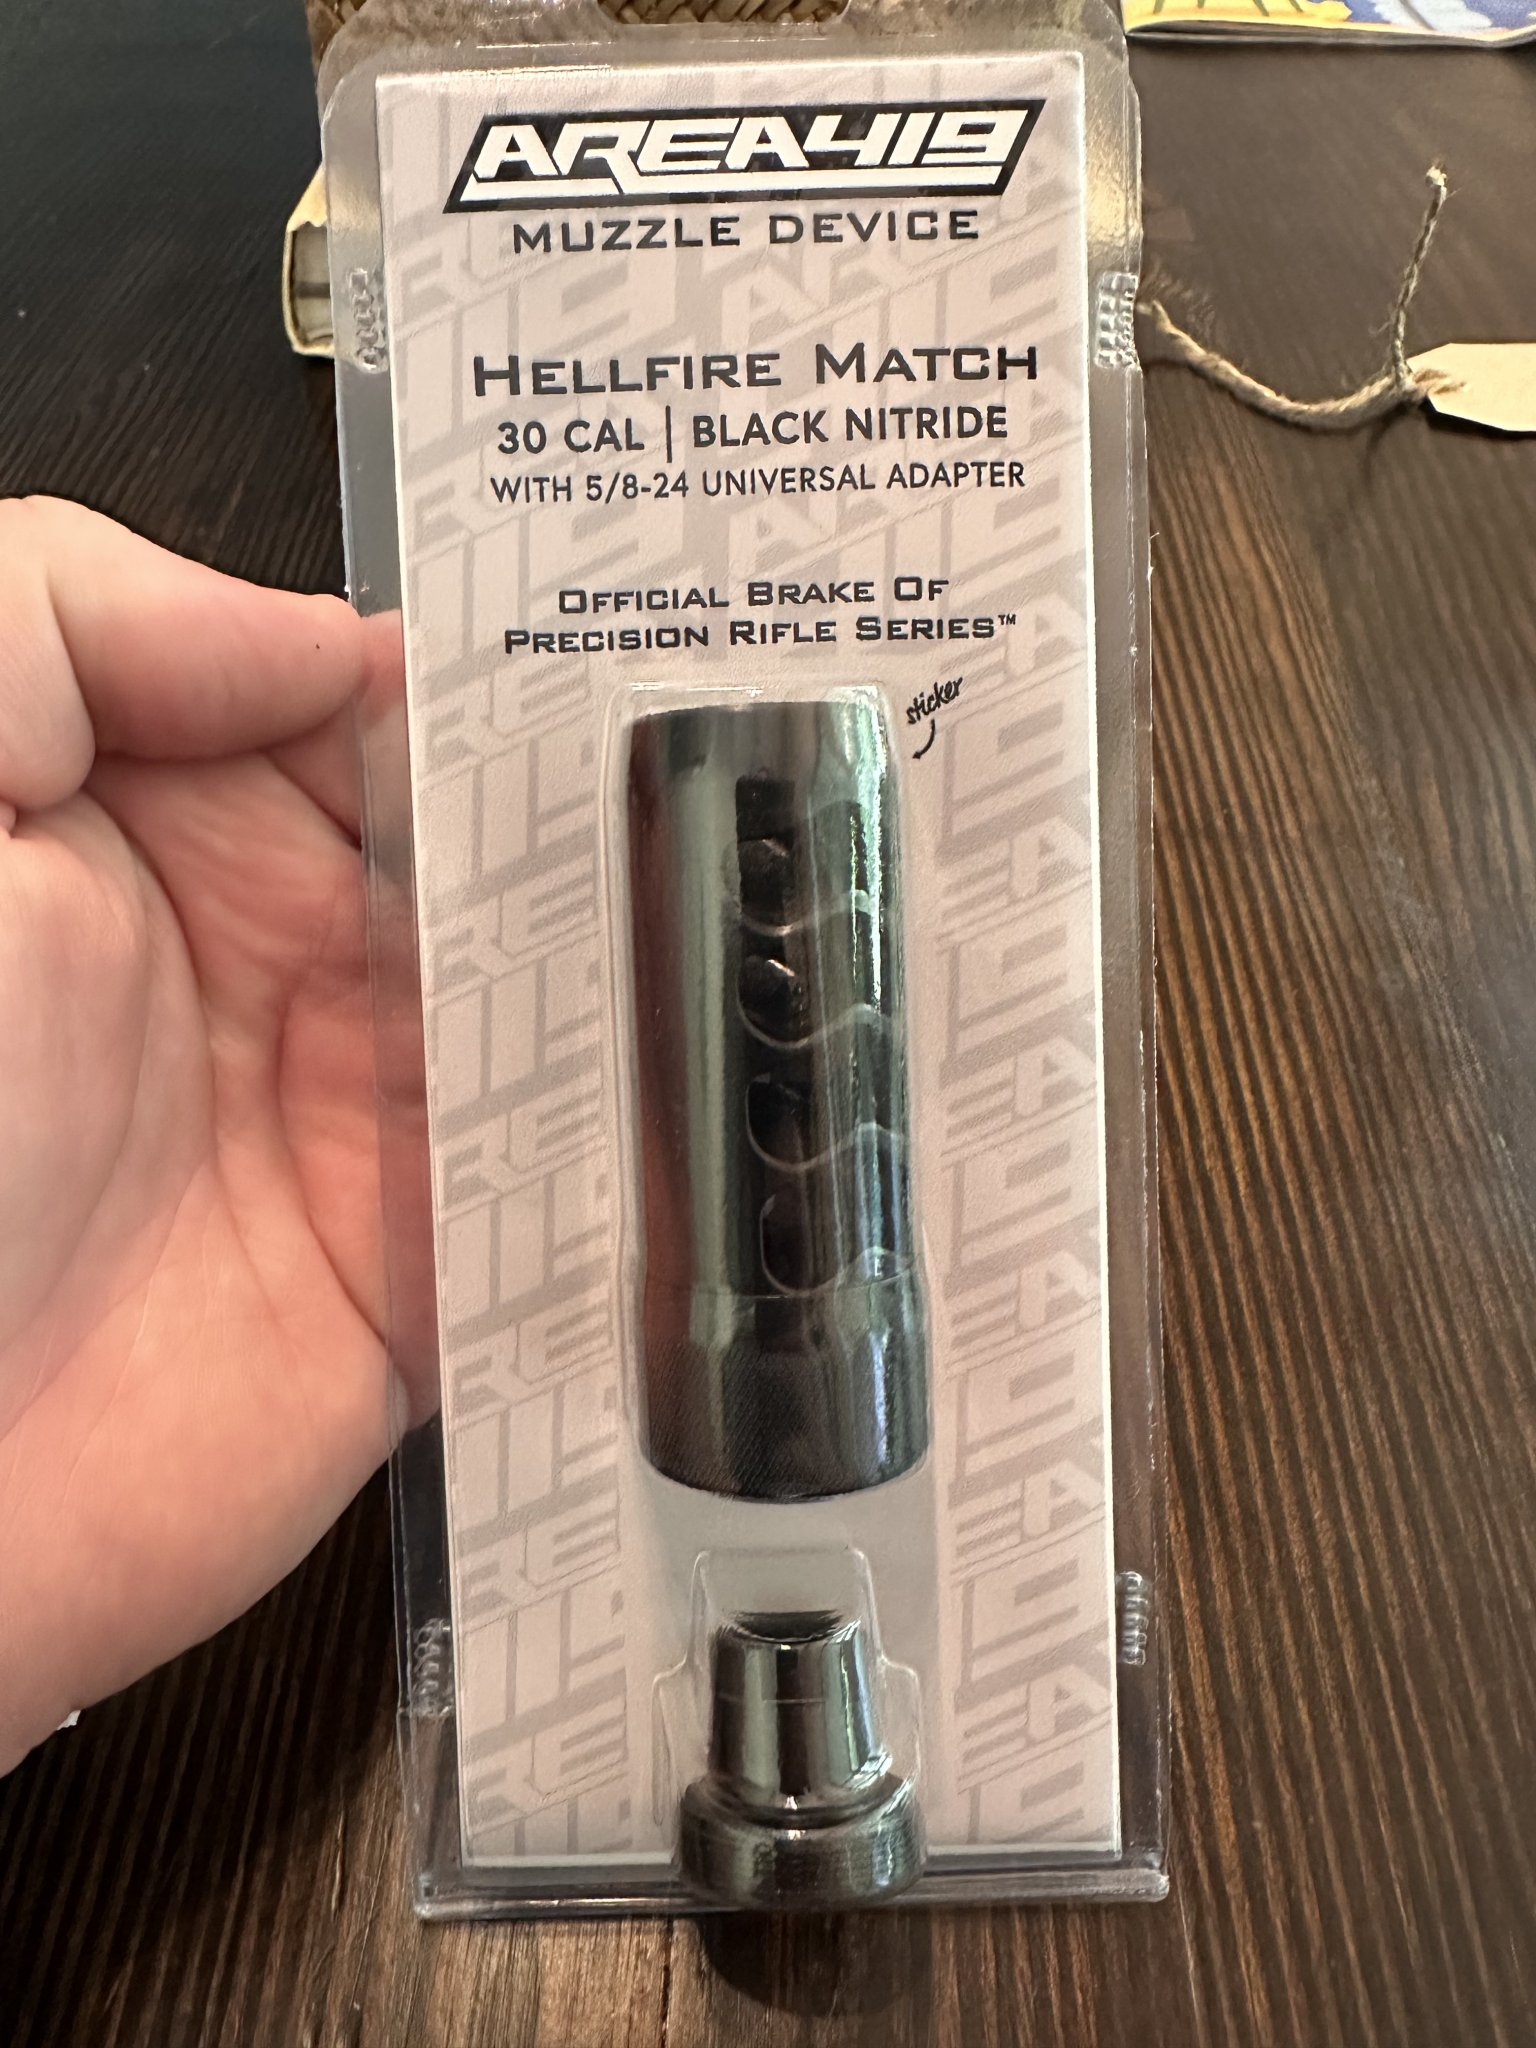 AREA419
MUZZLE DEVICE
HELLFIRE MATCH
30 CAL | BLACK NITRIDE
WITH 5/8-24 UNIVERSAL ADAPTER
OFFICIAL BRAKE OF
PRECISION RIFLE SERIES™
sticker